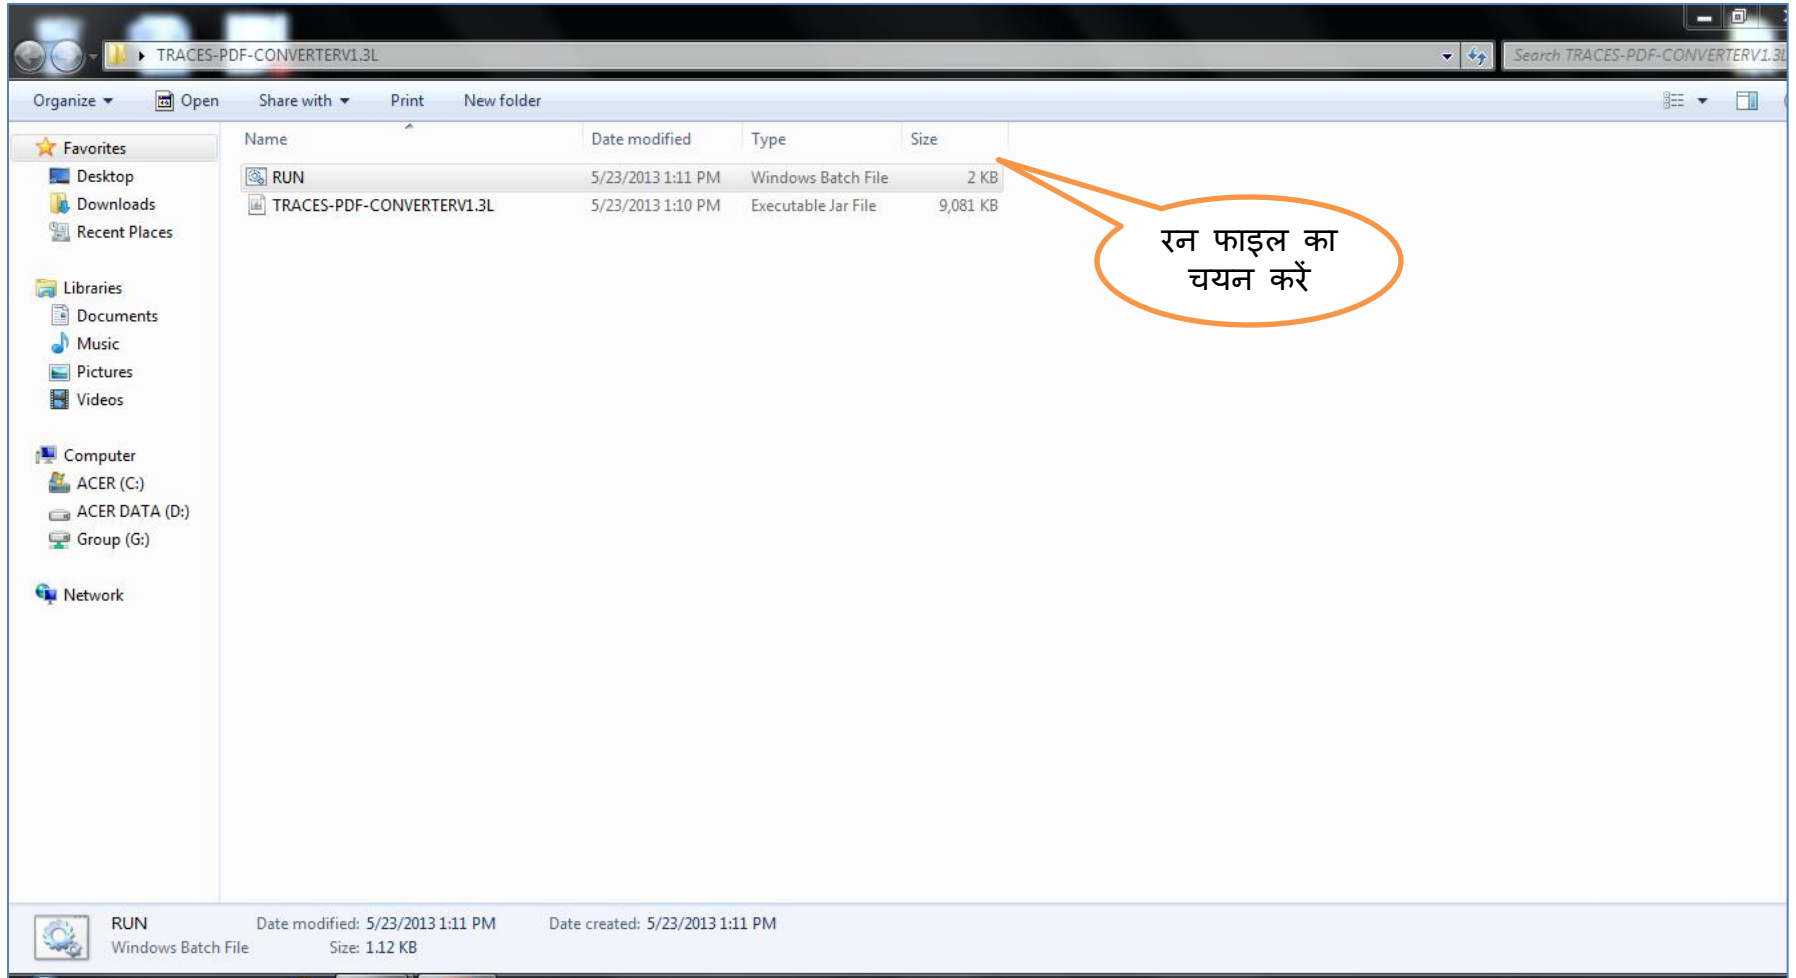 TRACES-PDF-CONVERTERV1.3L
Search TRACES-PDF-CONVERTERV1.3L
Organize Open Share with Print New folder
Name Date modified Type Size
Favorites
Desktop
Downloads
Recent Places
Libraries
Documents
Music
Pictures
Videos
Computer
ACER (C:)
ACER DATA (D:)
Group (G:)
Network
RUN 5/23/2013 1:11 PM Windows Batch File 2 KB
TRACES-PDF-CONVERTERV1.3L 5/23/2013 1:10 PM Executable Jar File 9,081 KB
रन फाइल का
चयन करें
RUN Date modified: 5/23/2013 1:11 PM Date created: 5/23/2013 1:11 PM
Windows Batch File Size: 1.12 KB